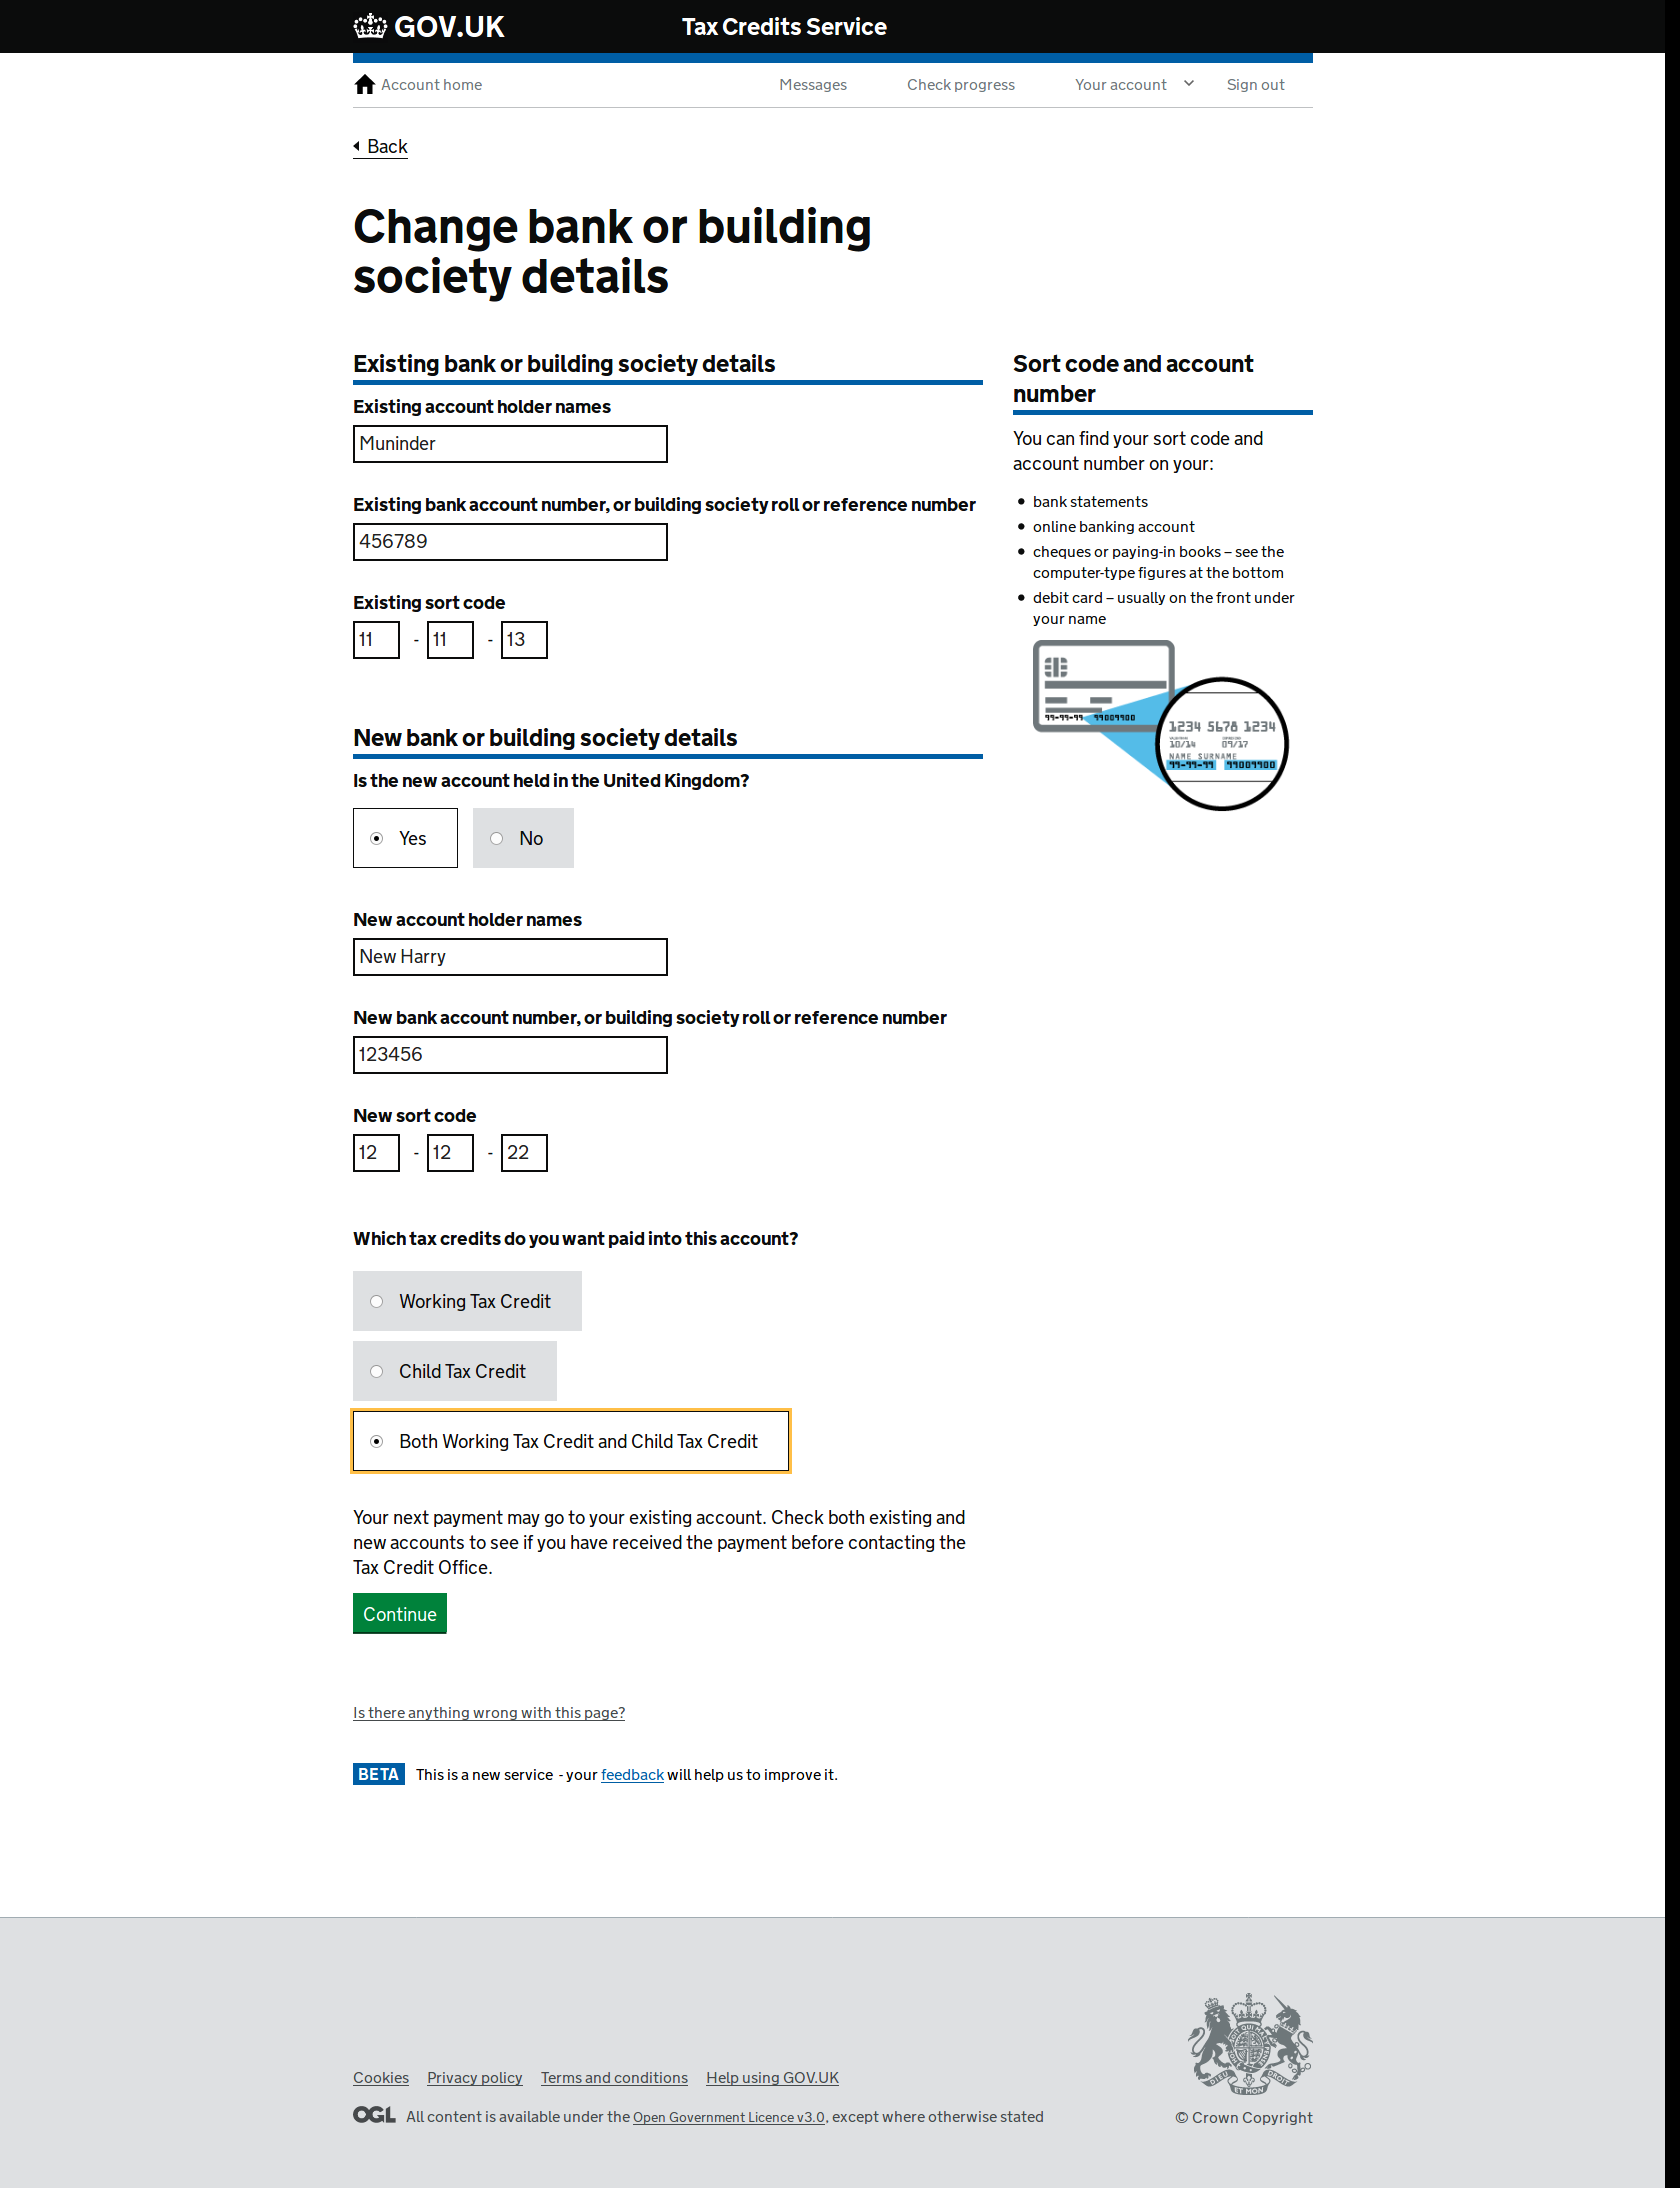 GOV.UK
Tax Credits Service
Account home
Messages
Check progress
Your account
Sign out
Back
Change bank or building
society details
Existing bank or building society details
Existing account holder names
Muninder
Existing bank account number, or building society roll or reference number
456789
Existing sort code
11 - 11 - 13
New bank or building society details
Is the new account held in the United Kingdom?
Yes
No
New account holder names
New Harry
New bank account number, or building society roll or reference number
123456
New sort code
12 - 12 - 22
Which tax credits do you want paid into this account?
Working Tax Credit
Child Tax Credit
Both Working Tax Credit and Child Tax Credit
Your next payment may go to your existing account. Check both existing and
new accounts to see if you have received the payment before contacting the
Tax Credit Office.
Continue
Is there anything wrong with this page?
BETA This is a new service - your feedback will help us to improve it.
Sort code and account
number
You can find your sort code and
account number on your:
bank statements
online banking account
cheques or paying-in books – see the
computer-type figures at the bottom
debit card – usually on the front under
your name
99-99-99 99009900
1234 5678 1234
10/14 09/17
NAME SURNAME
99-99-99 99009900
Cookies
Privacy policy
Terms and conditions
Help using GOV.UK
OGL All content is available under the Open Government Licence v3.0, except where otherwise stated
© Crown Copyright